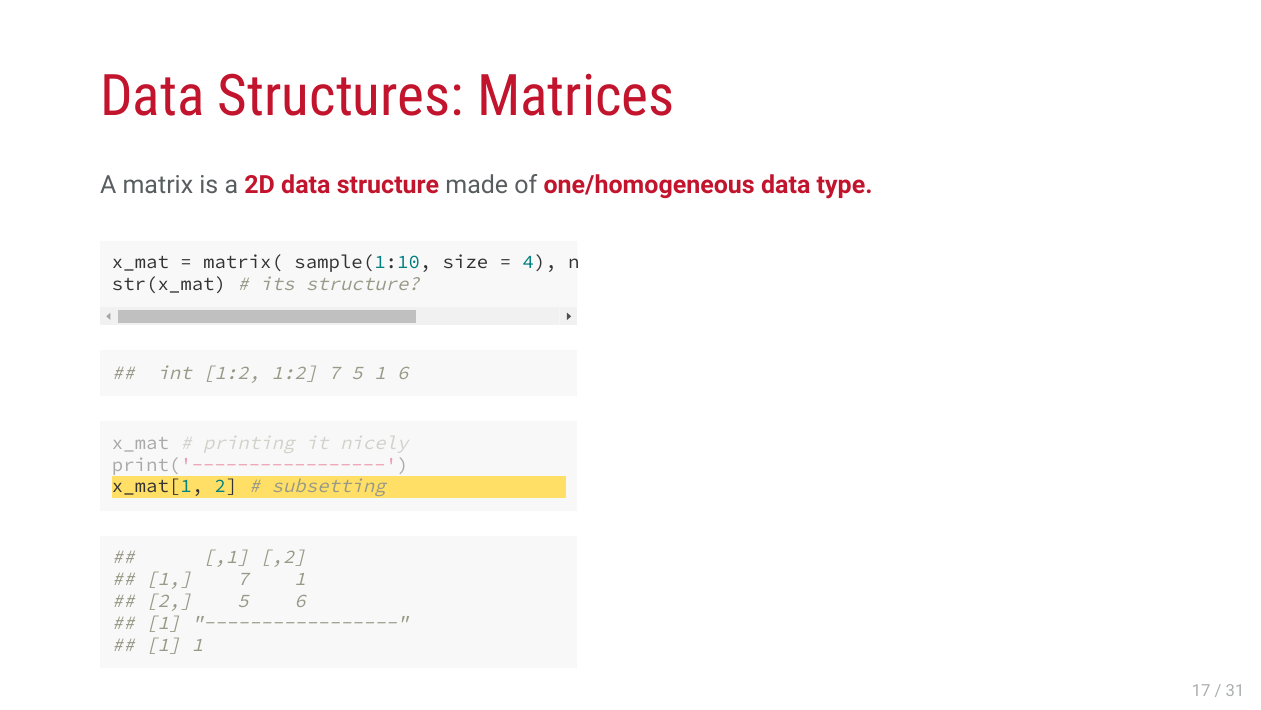 Data Structures: Matrices
A matrix is a 2D data structure made of one/homogeneous data type.
x_mat = matrix( sample(1:10, size = 4), n
str(x_mat) # its structure?
##  int [1:2, 1:2] 7 5 1 6
x_mat # printing it nicely
print('-----------------')
x_mat[1, 2] # subsetting
##      [,1] [,2]
## [1,]    7    1
## [2,]    5    6
## [1] "-----------------"
## [1] 1
17 / 31